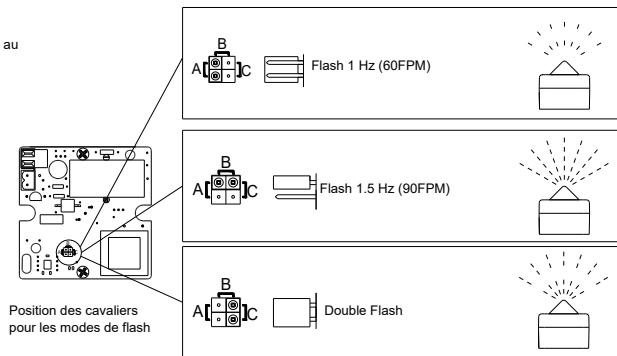 au
B
A C
Flash 1 Hz (60FPM)
B
A C
Flash 1.5 Hz (90FPM)
B
A C
Double Flash
Position des cavaliers
pour les modes de flash